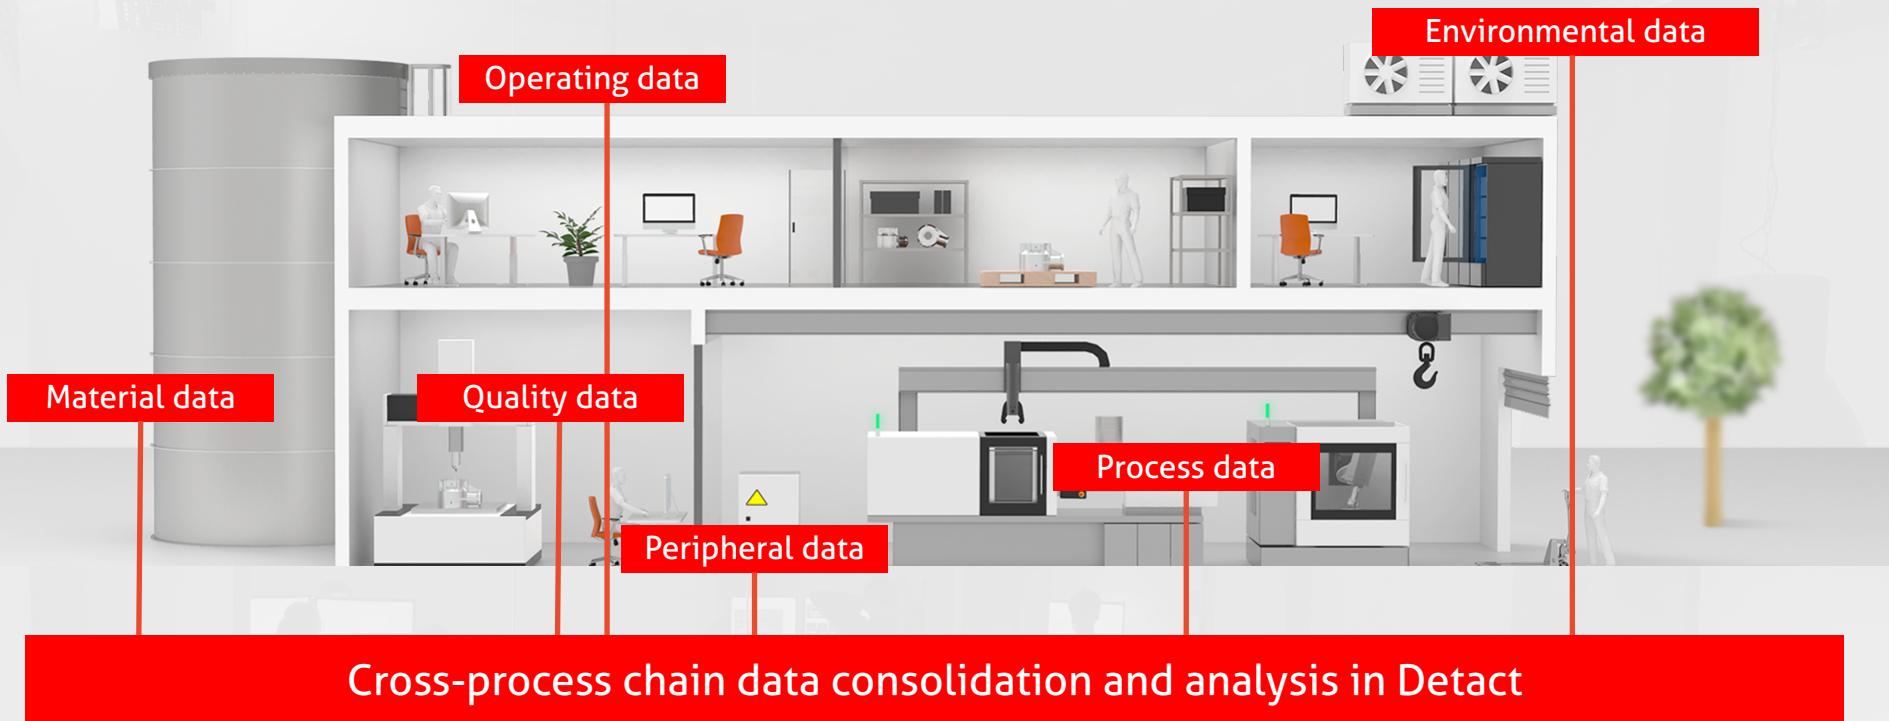 Environmental data
Operating data
Material data
Quality data
Process data
Peripheral data
Cross-process chain data consolidation and analysis in Detact